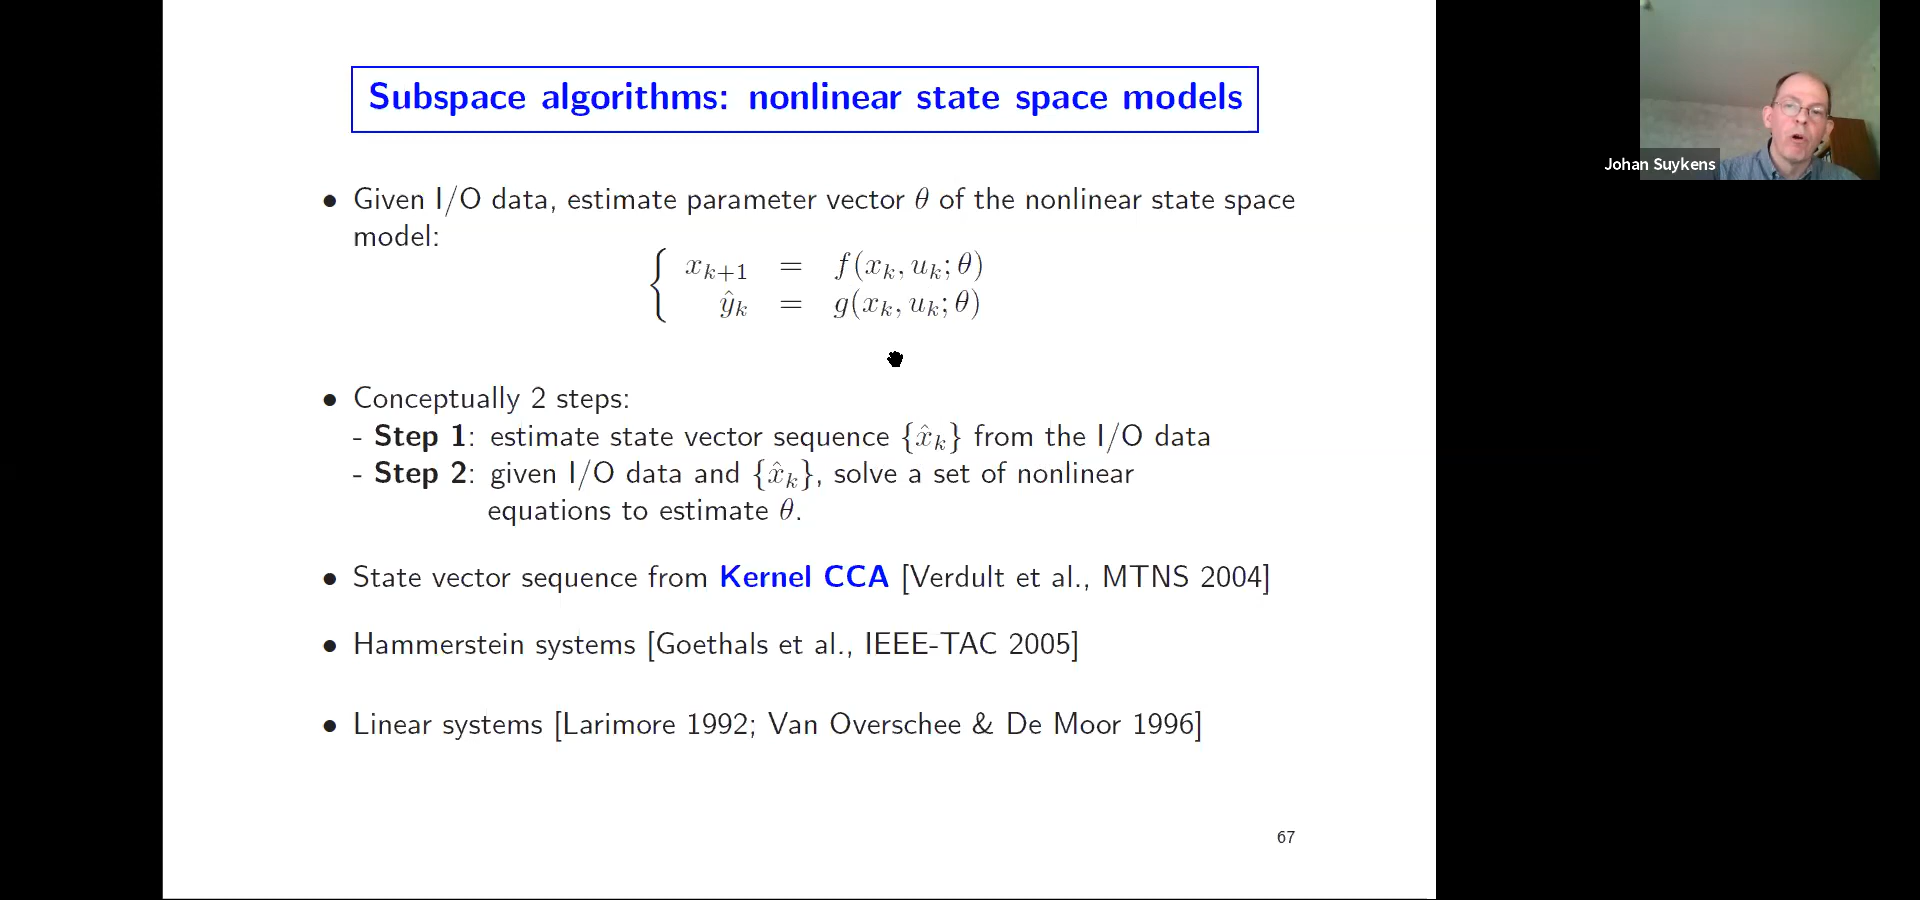 Subspace algorithms: nonlinear state space models
Johan Suykens
• Given I/O data, estimate parameter vector θ of the nonlinear state space
model:
{ x_{k+1} = f(x_k, u_k; θ)
ŷ_k = g(x_k, u_k; θ)
• Conceptually 2 steps:
- Step 1: estimate state vector sequence {x̂_k} from the I/O data
- Step 2: given I/O data and {x̂_k}, solve a set of nonlinear
equations to estimate θ.
• State vector sequence from Kernel CCA [Verdult et al., MTNS 2004]
• Hammerstein systems [Goethals et al., IEEE-TAC 2005]
• Linear systems [Larimore 1992; Van Overschee & De Moor 1996]
67